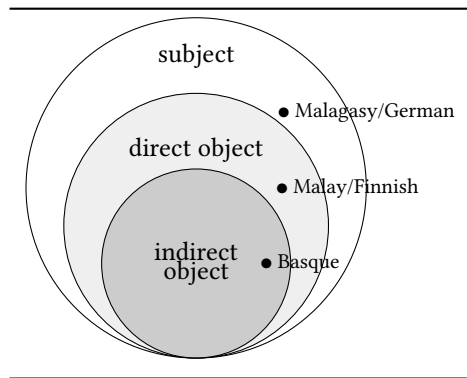 subject
Malagasy/German
direct object
Malay/Finnish
indirect
object
Basque